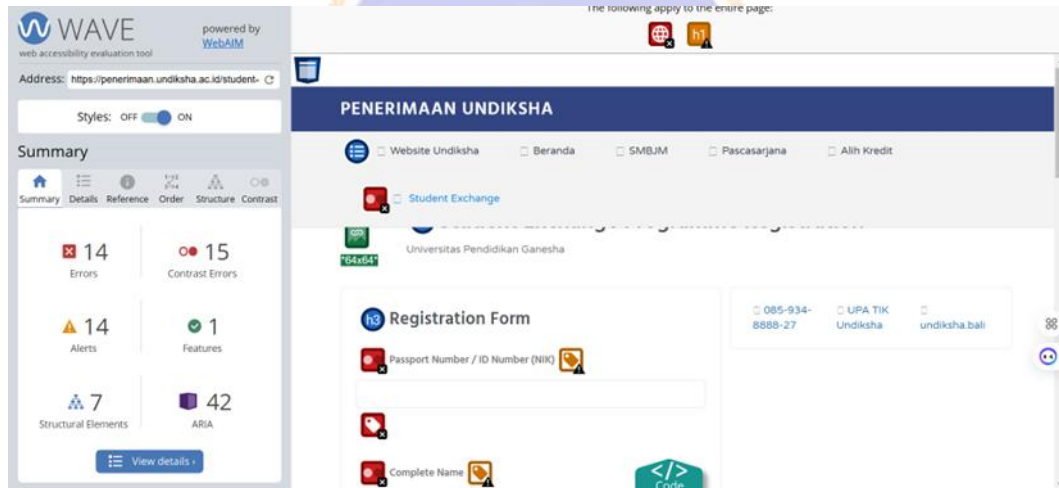 WAVE
powered by
WebAIM
web accessibility evaluation tool
Address: https://penerimaan.undiksha.ac.id/student-
Styles: OFF ON
Summary
Summary Details Reference Order Structure Contrast
14
Errors
15
Contrast Errors
14
Alerts
1
Features
7
Structural Elements
42
ARIA
View details ›
The following apply to the entire page:
h1
PENERIMAAN UNDIKSHA
Website Undiksha
Beranda
SMBJM
Pascasarjana
Alih Kredit
Student Exchange
Student Exchange Programme Registration
*64x64*
Universitas Pendidikan Ganesha
h3 Registration Form
Passport Number / ID Number (NIK)
Complete Name
085-934-
8888-27
UPA TIK
Undiksha
undiksha.bali
</>
Code